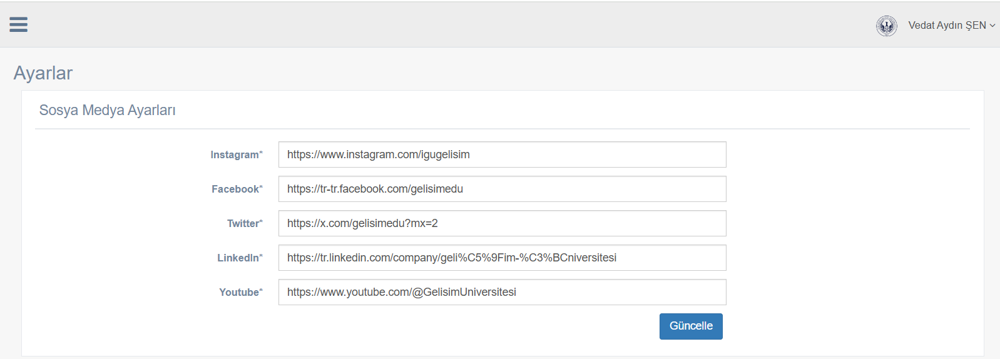 Vedat Aydın ŞEN
Ayarlar
Sosya Medya Ayarları
Instagram* https://www.instagram.com/igugelisim
Facebook* https://tr-tr.facebook.com/gelisimedu
Twitter* https://x.com/gelisimedu?mx=2
LinkedIn* https://tr.linkedin.com/company/geli%C5%9Fim-%C3%BCniversitesi
Youtube* https://www.youtube.com/@GelisimUniversitesi
Güncelle